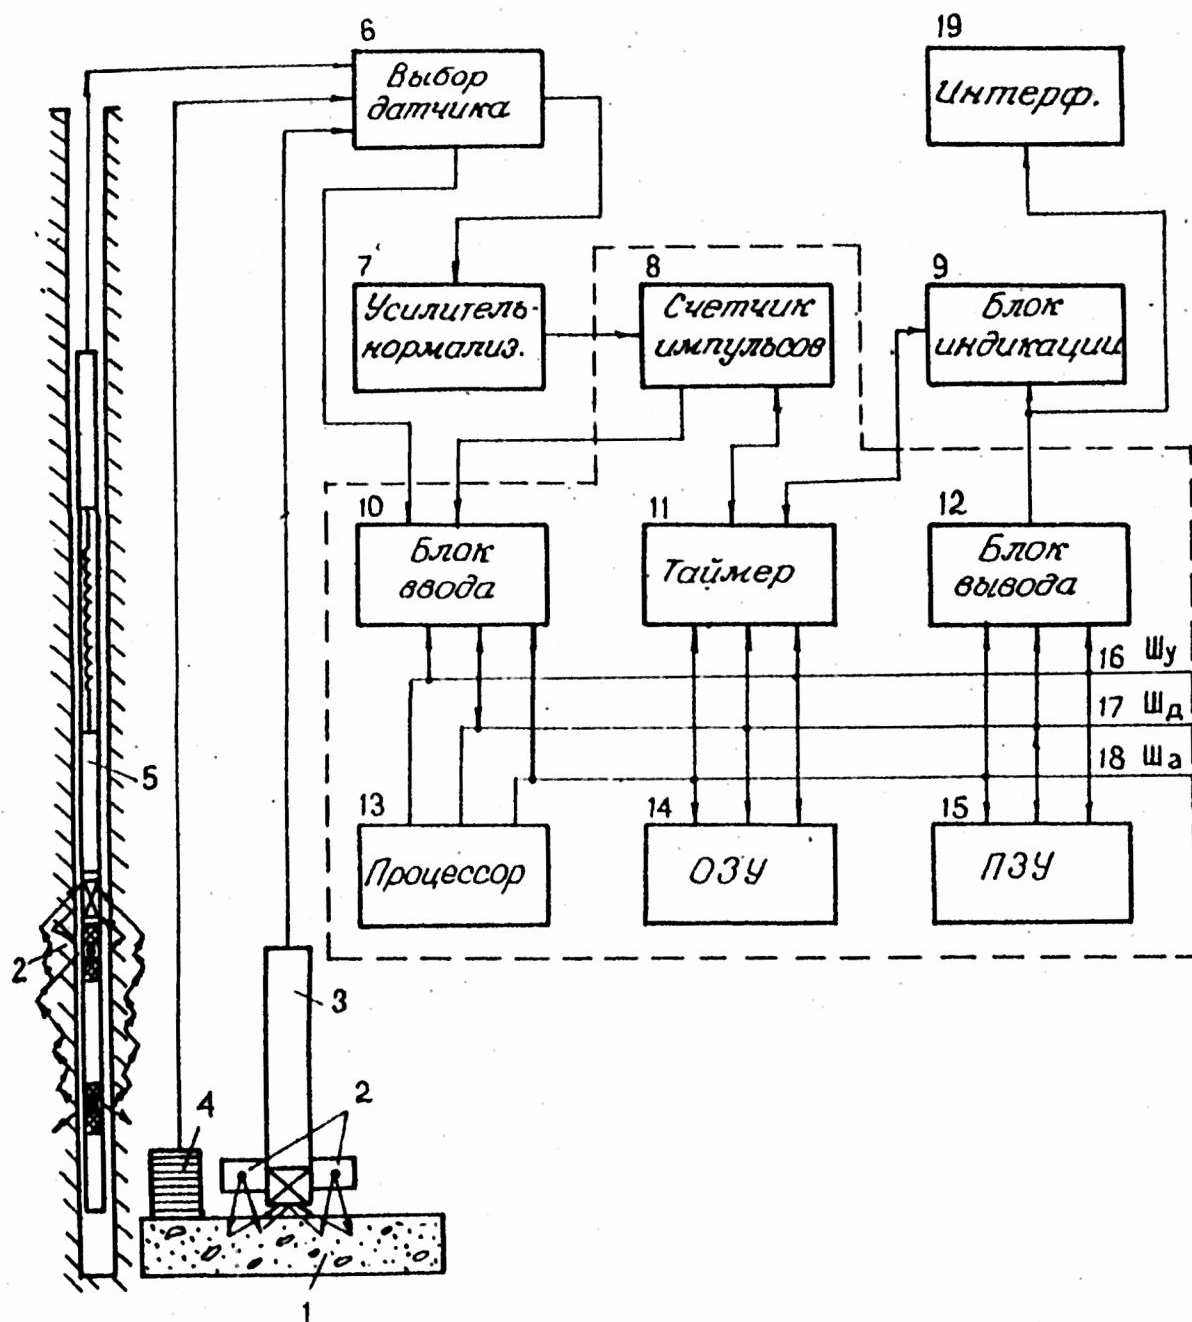 6
Выбор
датчика
19
Интерф.
7
Усилитель-
нормализ.
8
Счетчик
импульсов
9
Блок
индикации
10
Блок
ввода
11
Таймер
12
Блок
вывода
16 Шу
17 Шд
18 Ша
13
Процессор
14
ОЗУ
15
ПЗУ
5
2
3
4
2
1